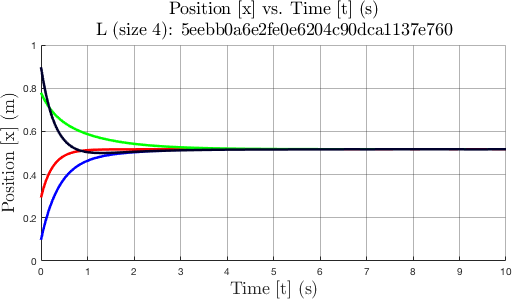 Position [x] vs. Time [t] (s)
L (size 4): 5eebb0a6e2fe0e6204c90dca1137e760
Position [x] (m)
1
0.8
0.6
0.4
0.2
0
0 1 2 3 4 5 6 7 8 9 10
Time [t] (s)